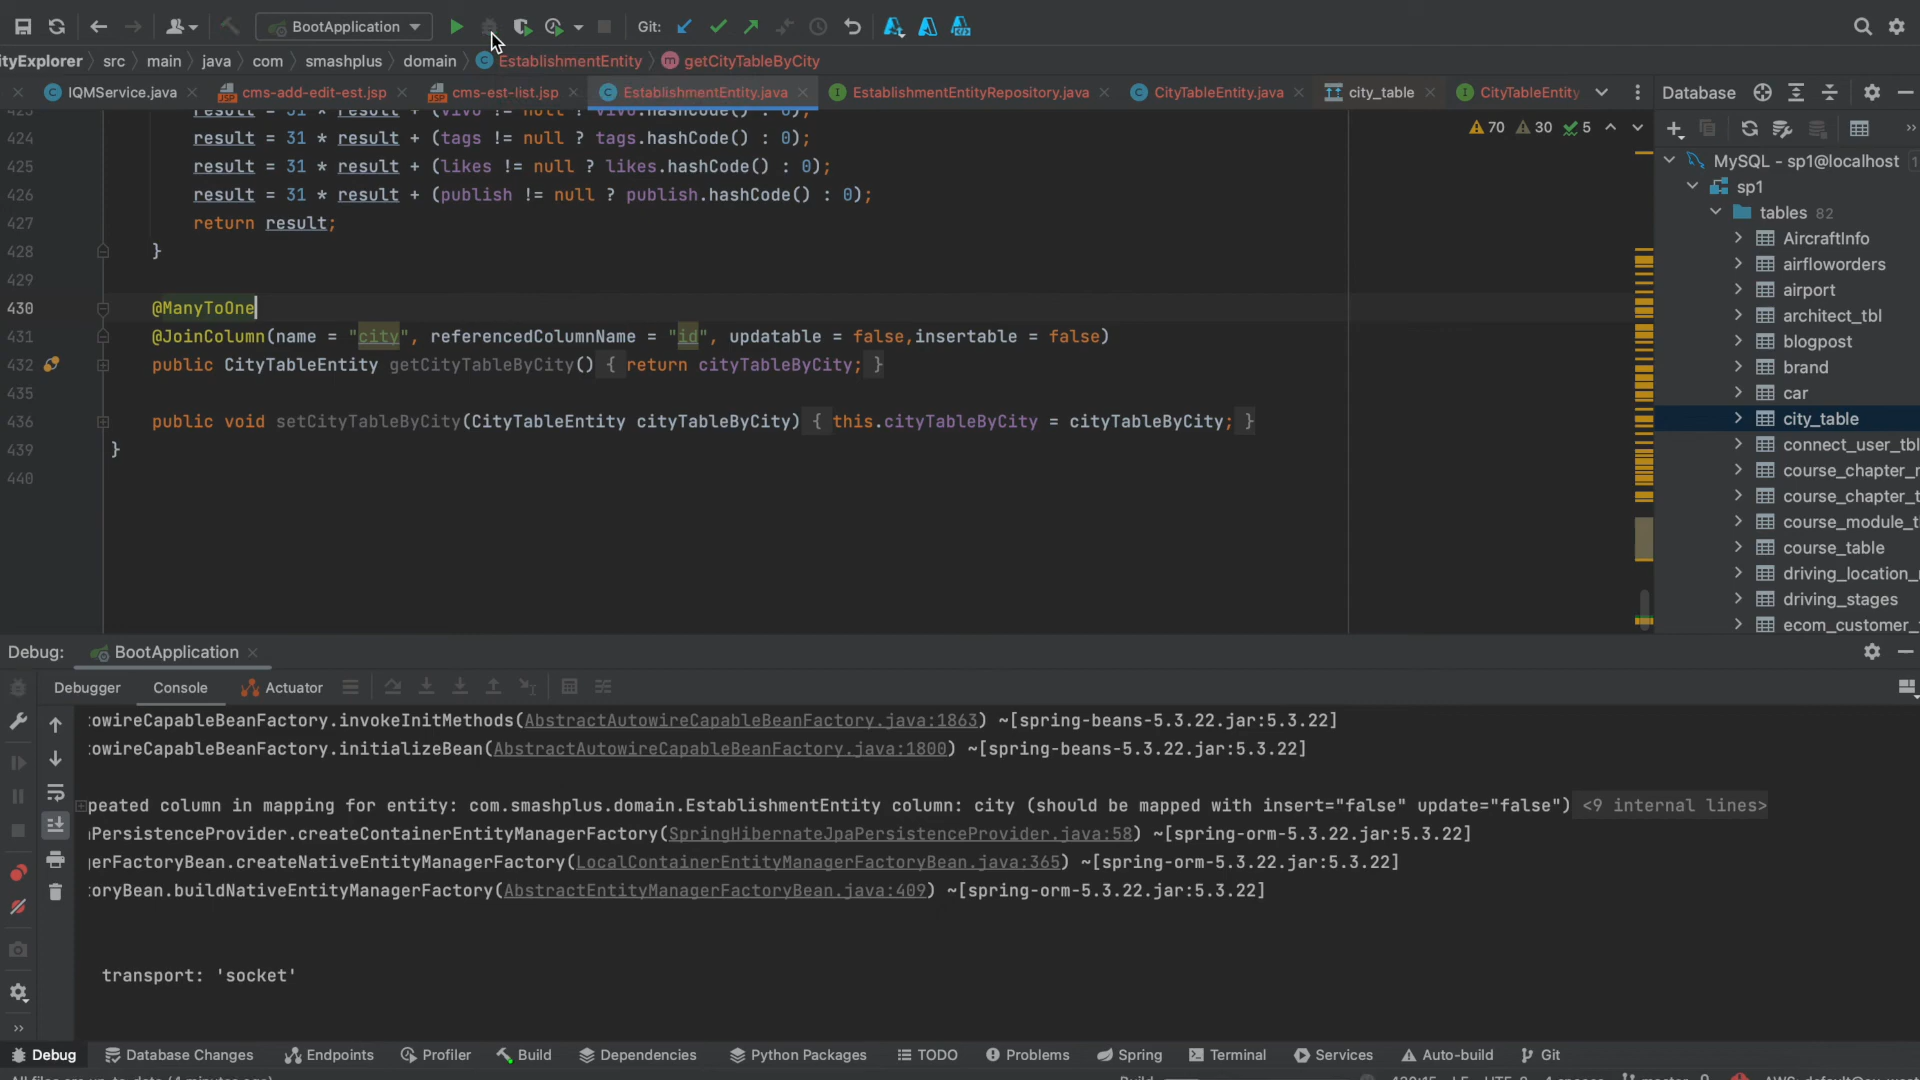 BootApplication
Git:
ityExplorer src main java com smashplus domain EstablishmentEntity getCityTableByCity
IQMService.java cms-add-edit-est.jsp cms-est-list.jsp EstablishmentEntity.java EstablishmentEntityRepository.java CityTableEntity.java city_table CityTableEntity
Database
70 30 5
424 result = 31 * result + (tags != null ? tags.hashCode() : 0);
425 result = 31 * result + (likes != null ? likes.hashCode() : 0);
426 result = 31 * result + (publish != null ? publish.hashCode() : 0);
427 return result;
428 }
429
430 @ManyToOne
431 @JoinColumn(name = "city", referencedColumnName = "id", updatable = false,insertable = false)
432 public CityTableEntity getCityTableByCity() { return cityTableByCity; }
435
436 public void setCityTableByCity(CityTableEntity cityTableByCity) { this.cityTableByCity = cityTableByCity; }
439 }
440
MySQL - sp1@localhost 1
sp1
tables 82
AircraftInfo
airfloworders
airport
architect_tbl
blogpost
brand
car
city_table
connect_user_tbl
course_chapter_
course_chapter_t
course_module_t
course_table
driving_location_
driving_stages
ecom_customer_
Debug: BootApplication
Debugger Console Actuator
:owireCapableBeanFactory.invokeInitMethods(AbstractAutowireCapableBeanFactory.java:1863) ~[spring-beans-5.3.22.jar:5.3.22]
:owireCapableBeanFactory.initializeBean(AbstractAutowireCapableBeanFactory.java:1800) ~[spring-beans-5.3.22.jar:5.3.22]
peated column in mapping for entity: com.smashplus.domain.EstablishmentEntity column: city (should be mapped with insert="false" update="false") <9 internal lines>
PersistenceProvider.createContainerEntityManagerFactory(SpringHibernateJpaPersistenceProvider.java:58) ~[spring-orm-5.3.22.jar:5.3.22]
gerFactoryBean.createNativeEntityManagerFactory(LocalContainerEntityManagerFactoryBean.java:365) ~[spring-orm-5.3.22.jar:5.3.22]
:oryBean.buildNativeEntityManagerFactory(AbstractEntityManagerFactoryBean.java:409) ~[spring-orm-5.3.22.jar:5.3.22]
transport: 'socket'
Debug Database Changes Endpoints Profiler Build Dependencies Python Packages TODO Problems Spring Terminal Services Auto-build Git